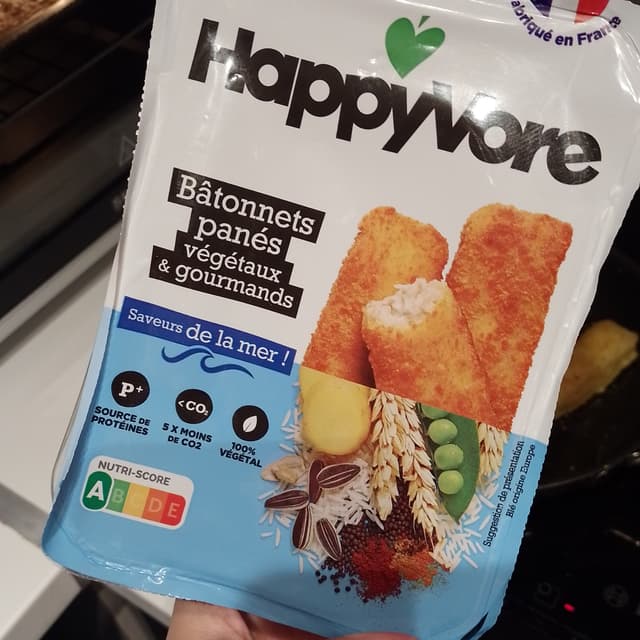 Fabriqué en France
HappyVore
Bâtonnets
panés
végétaux
& gourmands
Saveurs de la mer !
P+
SOURCE DE
PROTÉINES
<CO₂
5 X MOINS
DE CO2
100%
VÉGÉTAL
NUTRI-SCORE
A B C D E
Suggestion de présentation
Blé origine Europe